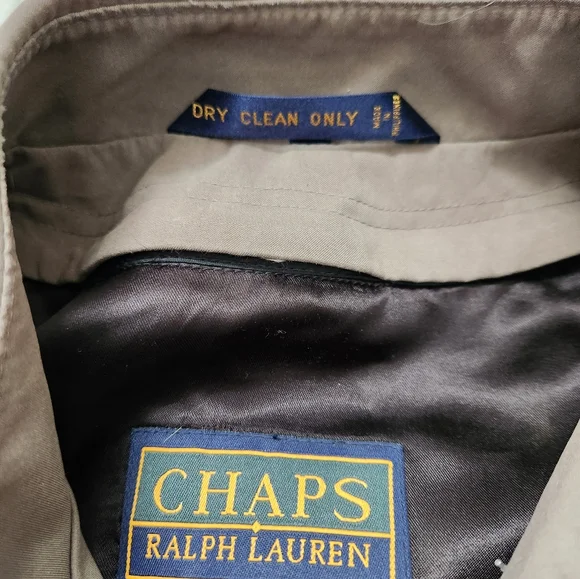 DRY CLEAN ONLY
MADE
IN
PHILIPPINES
CHAPS
RALPH LAUREN